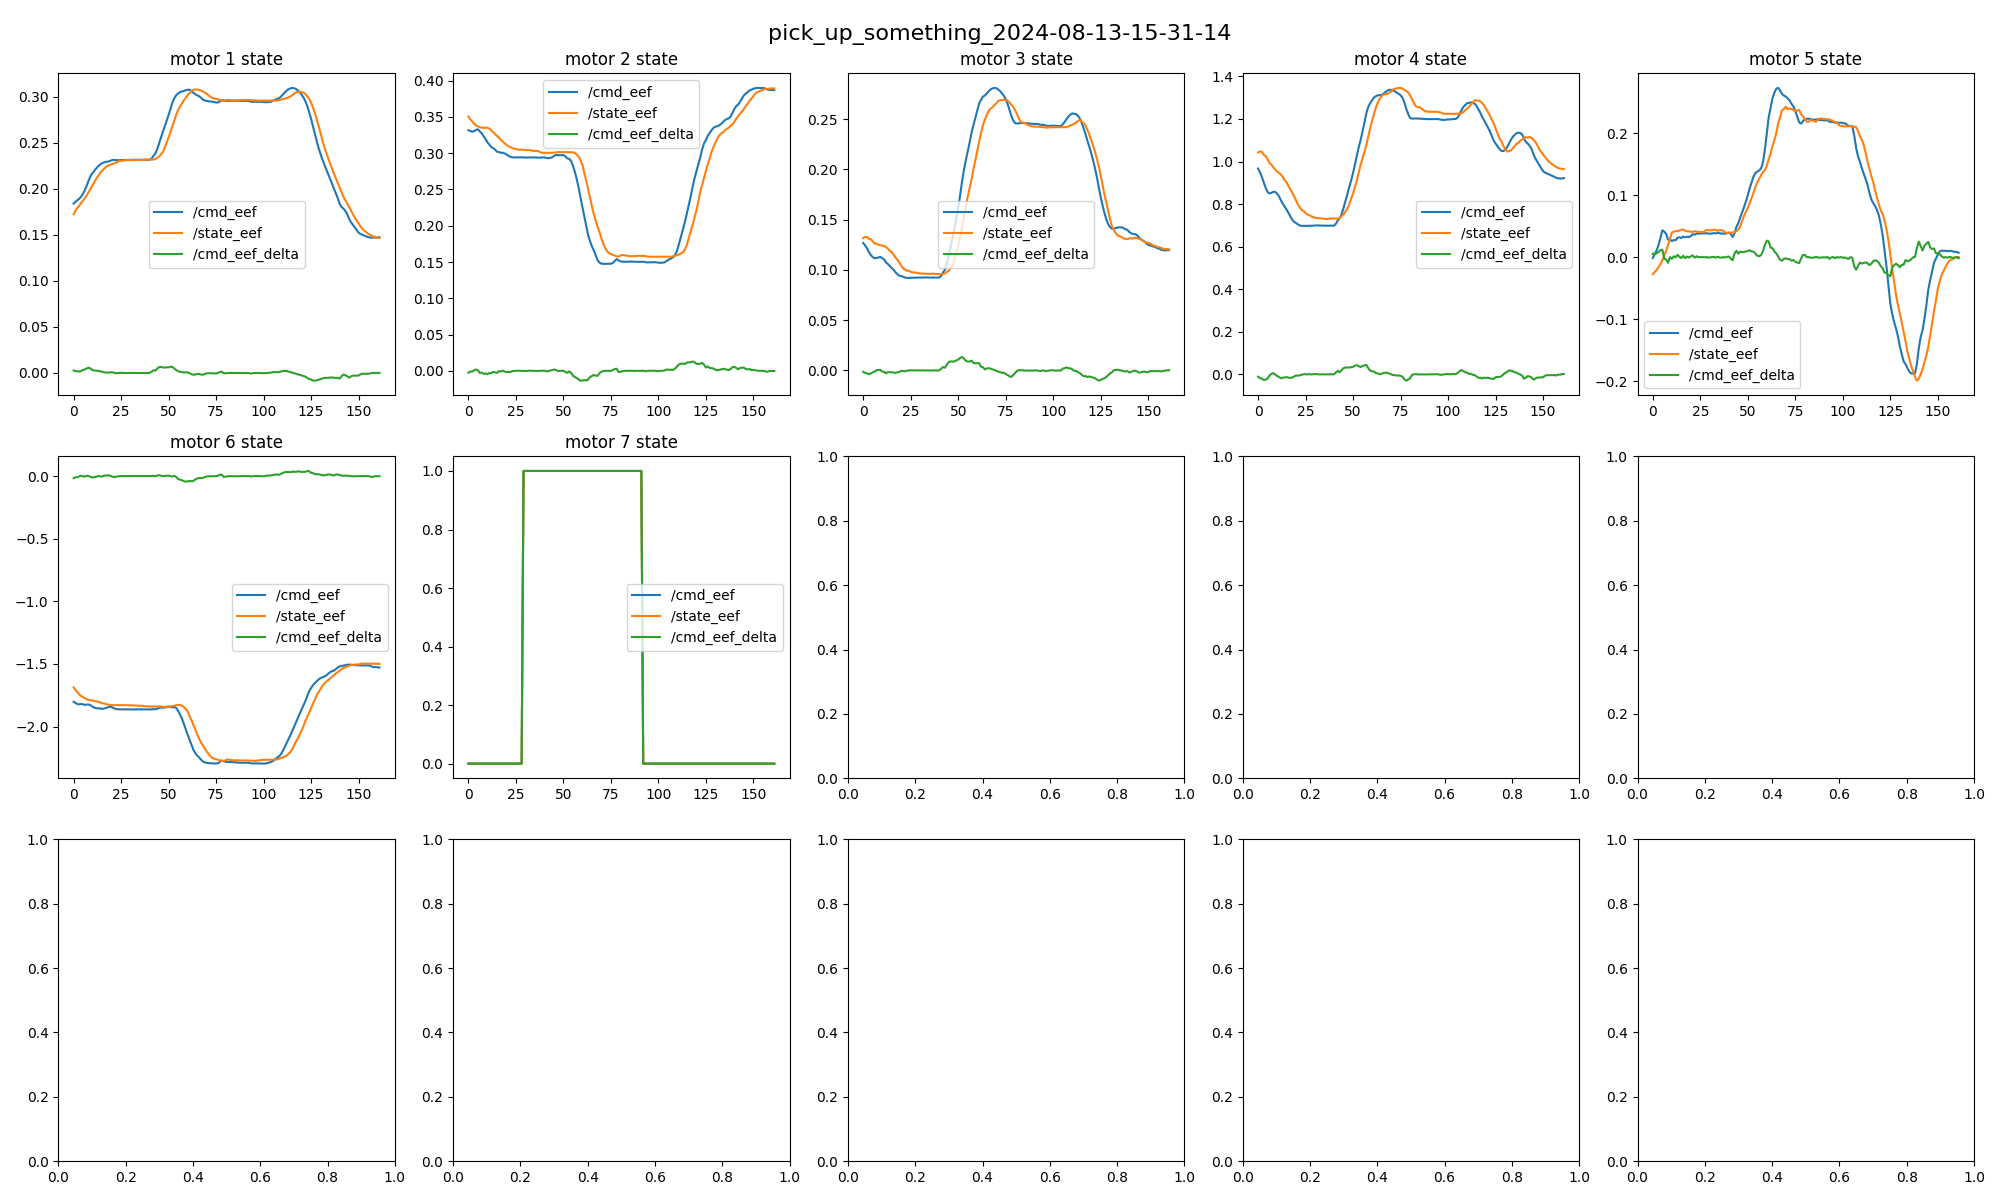 pick_up_something_2024-08-13-15-31-14
motor 1 state
0.30
0.25
0.20
0.15
0.10
0.05
0.00
0 25 50 75 100 125 150
/cmd_eef
/state_eef
/cmd_eef_delta
motor 2 state
0.40
0.35
0.30
0.25
0.20
0.15
0.10
0.05
0.00
0 25 50 75 100 125 150
/cmd_eef
/state_eef
/cmd_eef_delta
motor 3 state
0.25
0.20
0.15
0.10
0.05
0.00
0 25 50 75 100 125 150
/cmd_eef
/state_eef
/cmd_eef_delta
motor 4 state
1.4
1.2
1.0
0.8
0.6
0.4
0.2
0.0
0 25 50 75 100 125 150
/cmd_eef
/state_eef
/cmd_eef_delta
motor 5 state
0.2
0.1
0.0
−0.1
−0.2
0 25 50 75 100 125 150
/cmd_eef
/state_eef
/cmd_eef_delta
motor 6 state
0.0
−0.5
−1.0
−1.5
−2.0
0 25 50 75 100 125 150
/cmd_eef
/state_eef
/cmd_eef_delta
motor 7 state
1.0
0.8
0.6
0.4
0.2
0.0
0 25 50 75 100 125 150
/cmd_eef
/state_eef
/cmd_eef_delta
1.0
0.8
0.6
0.4
0.2
0.0
0.0 0.2 0.4 0.6 0.8 1.0
1.0
0.8
0.6
0.4
0.2
0.0
0.0 0.2 0.4 0.6 0.8 1.0
1.0
0.8
0.6
0.4
0.2
0.0
0.0 0.2 0.4 0.6 0.8 1.0
1.0
0.8
0.6
0.4
0.2
0.0
0.0 0.2 0.4 0.6 0.8 1.0
1.0
0.8
0.6
0.4
0.2
0.0
0.0 0.2 0.4 0.6 0.8 1.0
1.0
0.8
0.6
0.4
0.2
0.0
0.0 0.2 0.4 0.6 0.8 1.0
1.0
0.8
0.6
0.4
0.2
0.0
0.0 0.2 0.4 0.6 0.8 1.0
1.0
0.8
0.6
0.4
0.2
0.0
0.0 0.2 0.4 0.6 0.8 1.0